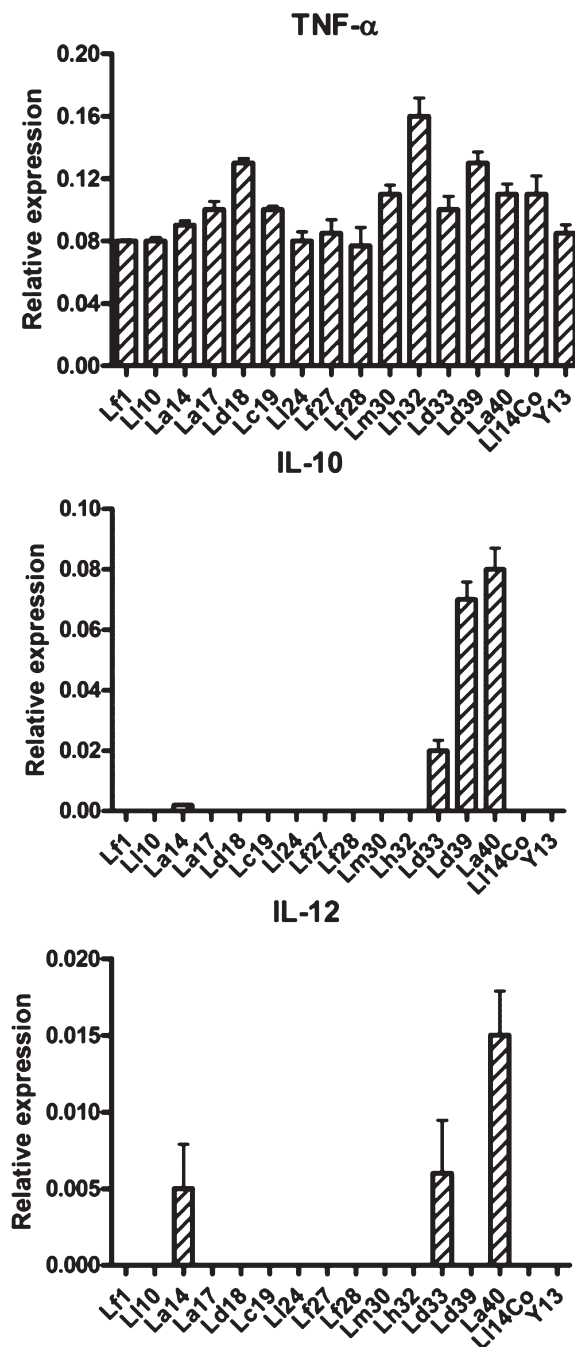 TNF-α
Relative expression
0.20
0.16
0.12
0.08
0.04
0.00
Lf1 Ll10 La14 La17 Ld18 Lc19 Ll24 Lf27 Lf28 Lm30 Lh32 Ld33 Ld39 La40 Ll14Co Y13
IL-10
Relative expression
0.10
0.08
0.06
0.04
0.02
0.00
Lf1 Ll10 La14 La17 Ld18 Lc19 Ll24 Lf27 Lf28 Lm30 Lh32 Ld33 Ld39 La40 Ll14Co Y13
IL-12
Relative expression
0.020
0.015
0.010
0.005
0.000
Lf1 Ll10 La14 La17 Ld18 Lc19 Ll24 Lf27 Lf28 Lm30 Lh32 Ld33 Ld39 La40 Ll14Co Y13